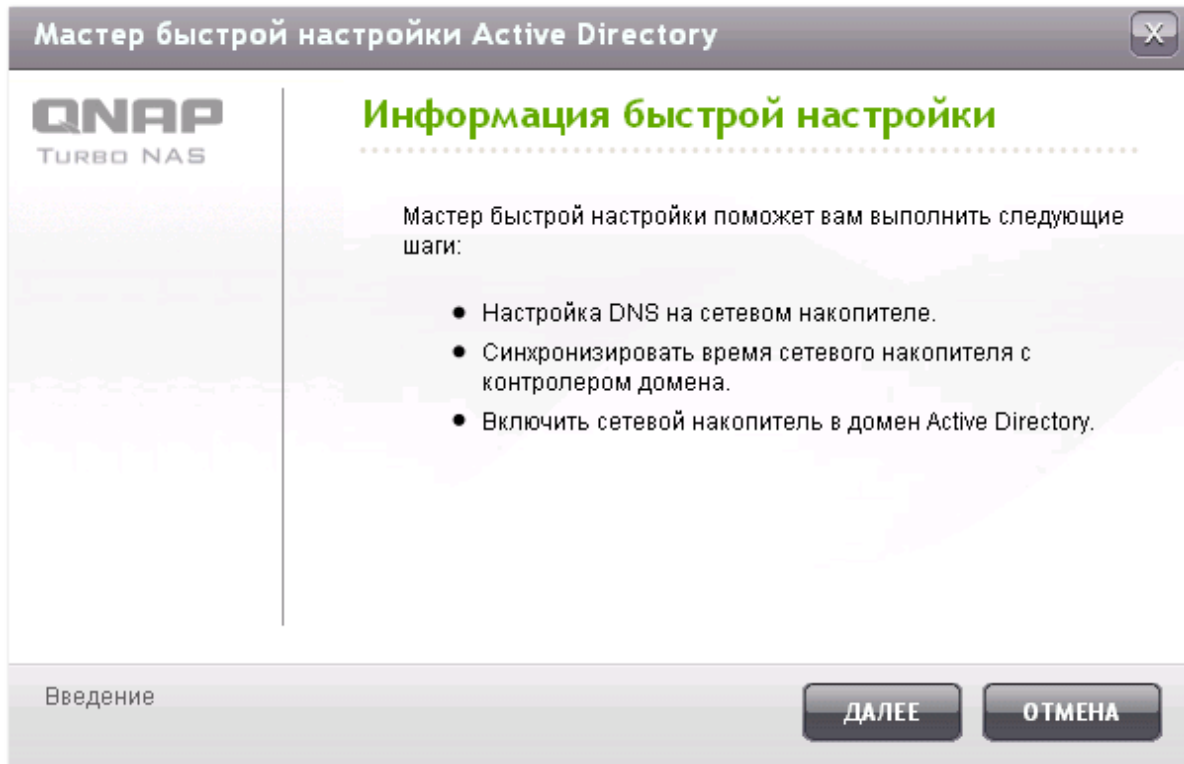 Мастер быстрой настройки Active Directory
X
QNAP
TURBO NAS
Информация быстрой настройки
Мастер быстрой настройки поможет вам выполнить следующие
шаги:
● Настройка DNS на сетевом накопителе.
● Синхронизировать время сетевого накопителя с
контролером домена.
● Включить сетевой накопитель в домен Active Directory.
Введение
ДАЛЕЕ
ОТМЕНА